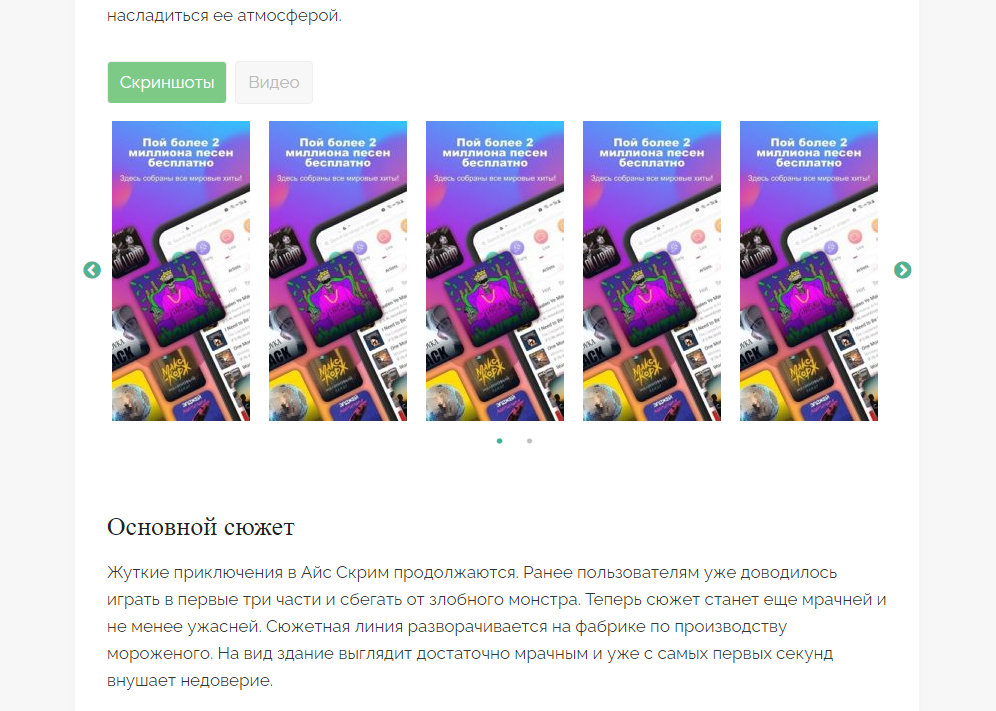 насладиться ее атмосферой.
Скриншоты
Видео
Пой более 2
миллиона песен
бесплатно
Здесь собраны все мировые хиты!
Пой более 2
миллиона песен
бесплатно
Здесь собраны все мировые хиты!
Пой более 2
миллиона песен
бесплатно
Здесь собраны все мировые хиты!
Пой более 2
миллиона песен
бесплатно
Здесь собраны все мировые хиты!
Пой более 2
миллиона песен
бесплатно
Здесь собраны все мировые хиты!
Основной сюжет
Жуткие приключения в Айс Скрим продолжаются. Ранее пользователям уже доводилось
играть в первые три части и сбегать от злобного монстра. Теперь сюжет станет еще мрачней и
не менее ужасней. Сюжетная линия разворачивается на фабрике по производству
мороженого. На вид здание выглядит достаточно мрачным и уже с самых первых секунд
внушает недоверие.